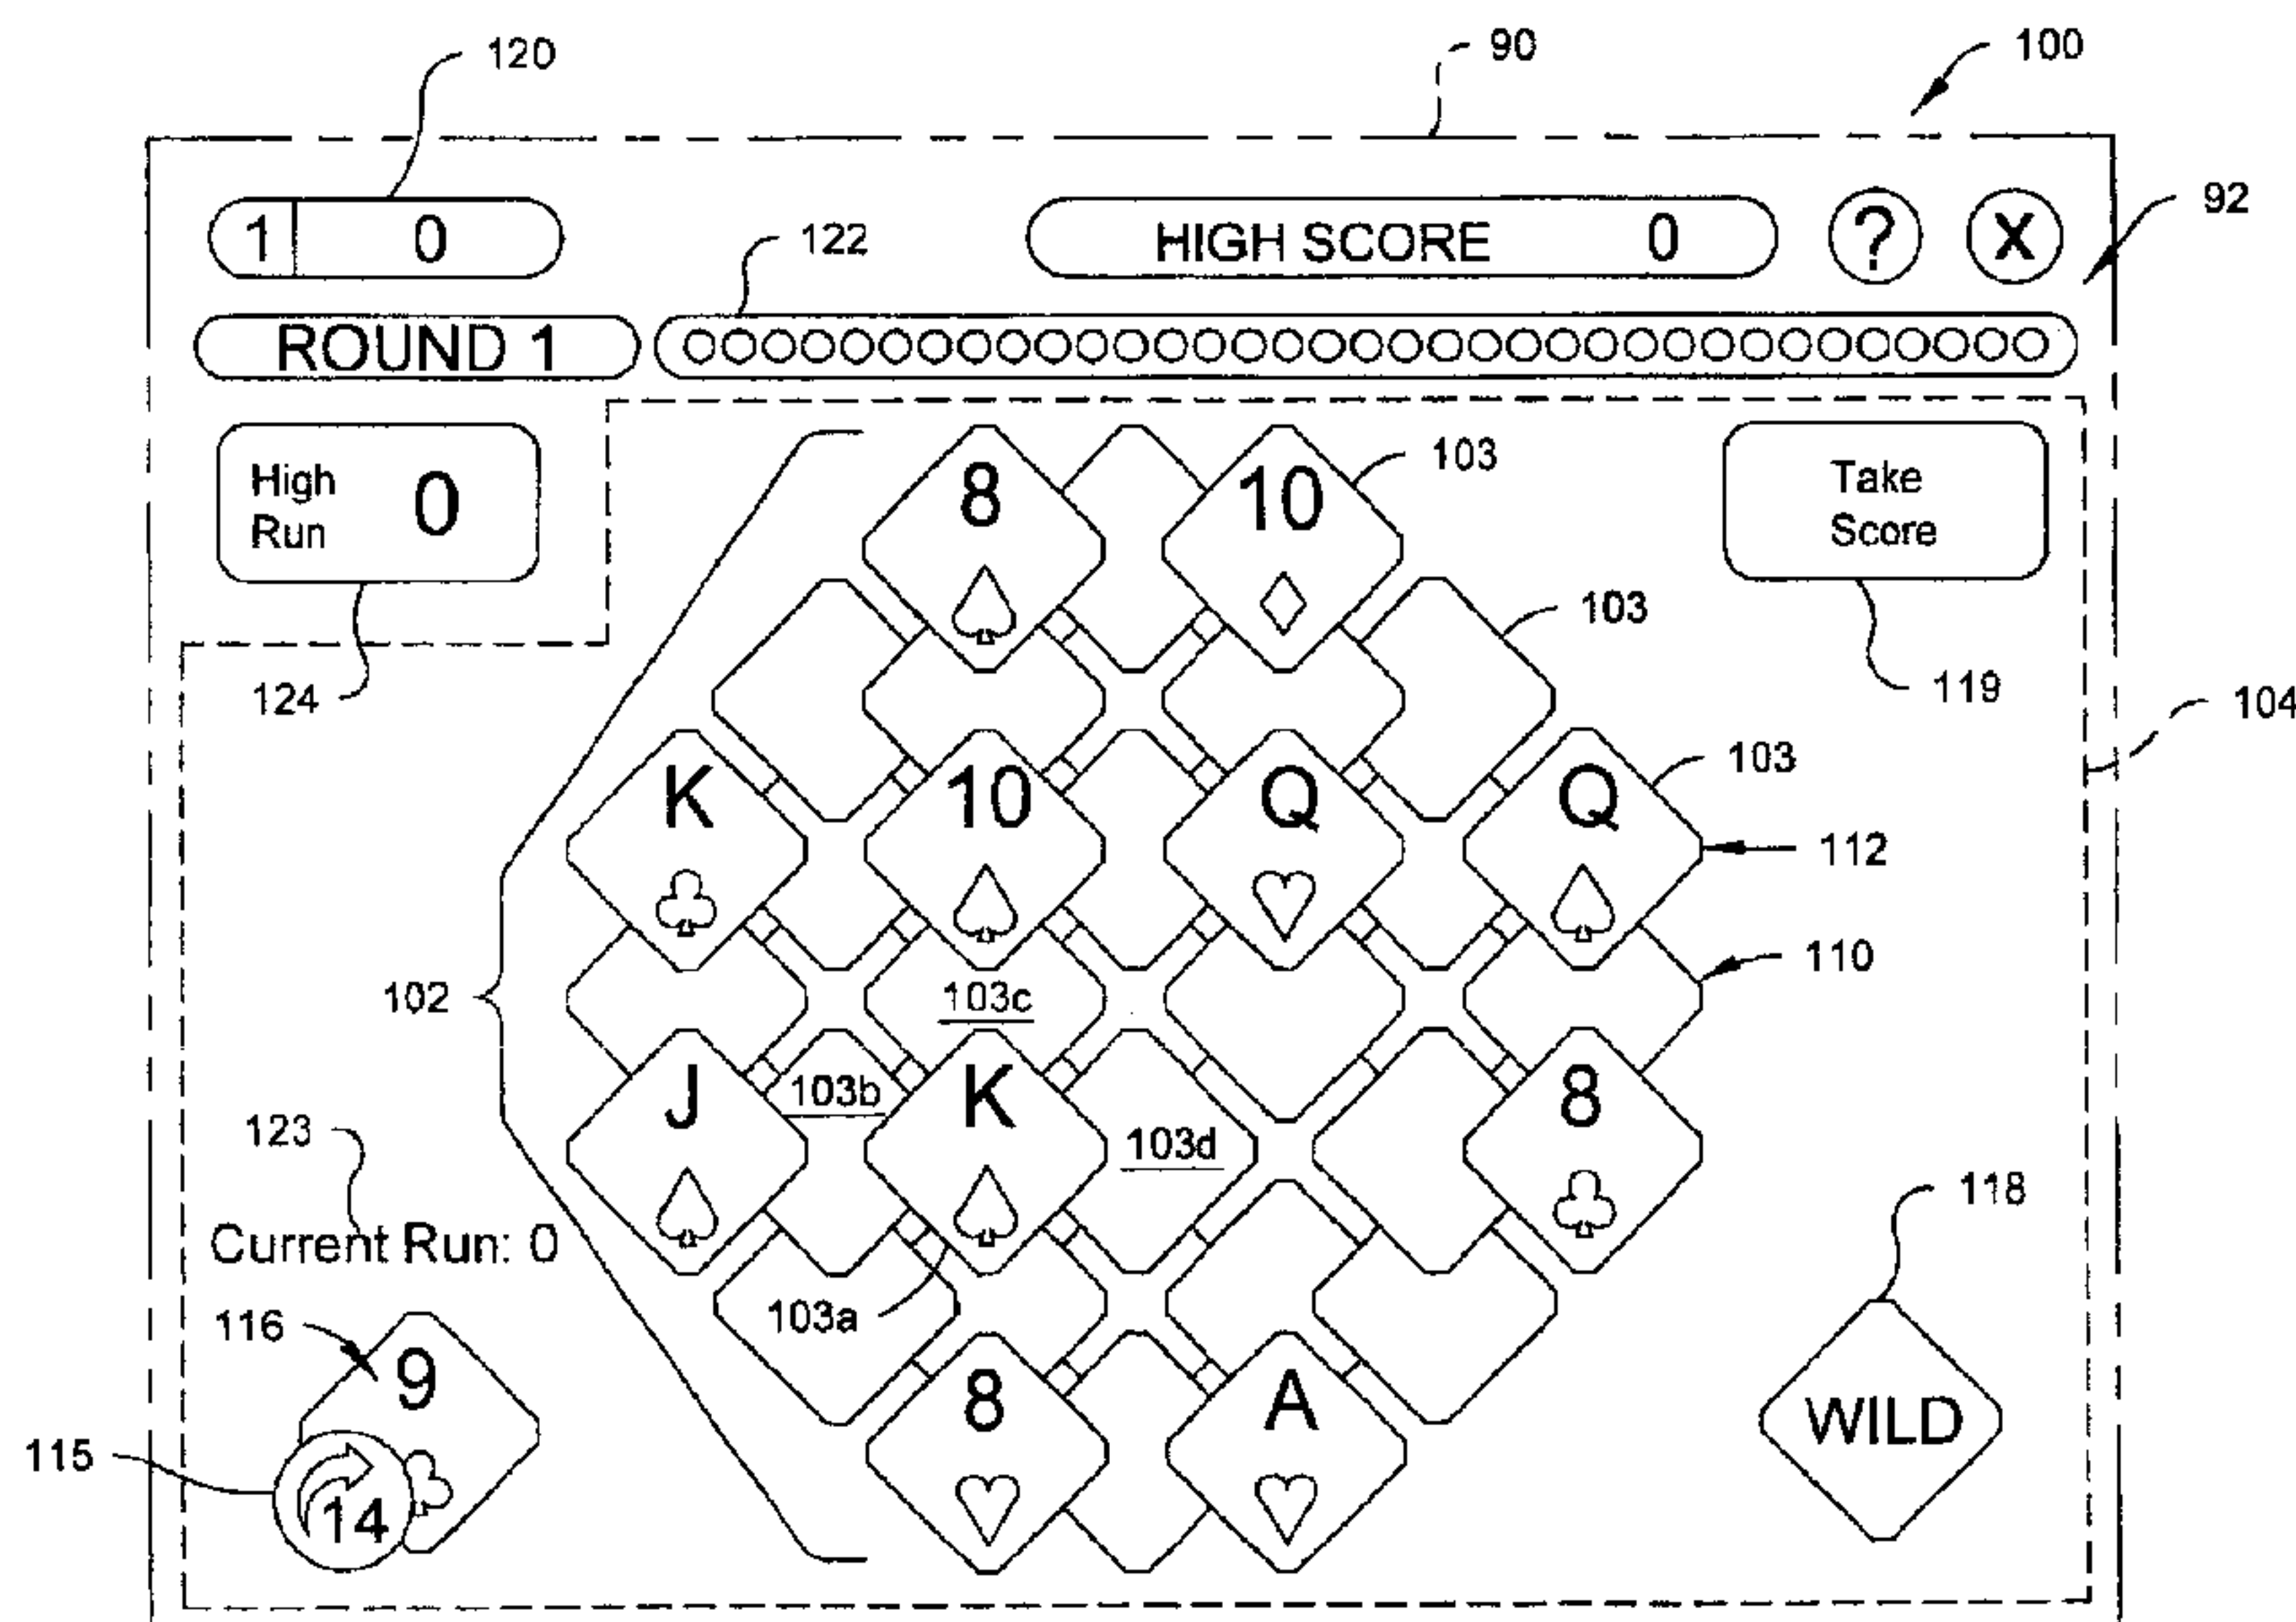 120
90
100
1 0
HIGH SCORE 0
?
X
92
122
ROUND 1
High Run 0
8
10
103
Take Score
103
124
119
104
K
10
Q
Q
103
112
110
102
103c
J
103b
K
103d
8
123
118
Current Run: 0
103a
116
9
8
A
WILD
115
14